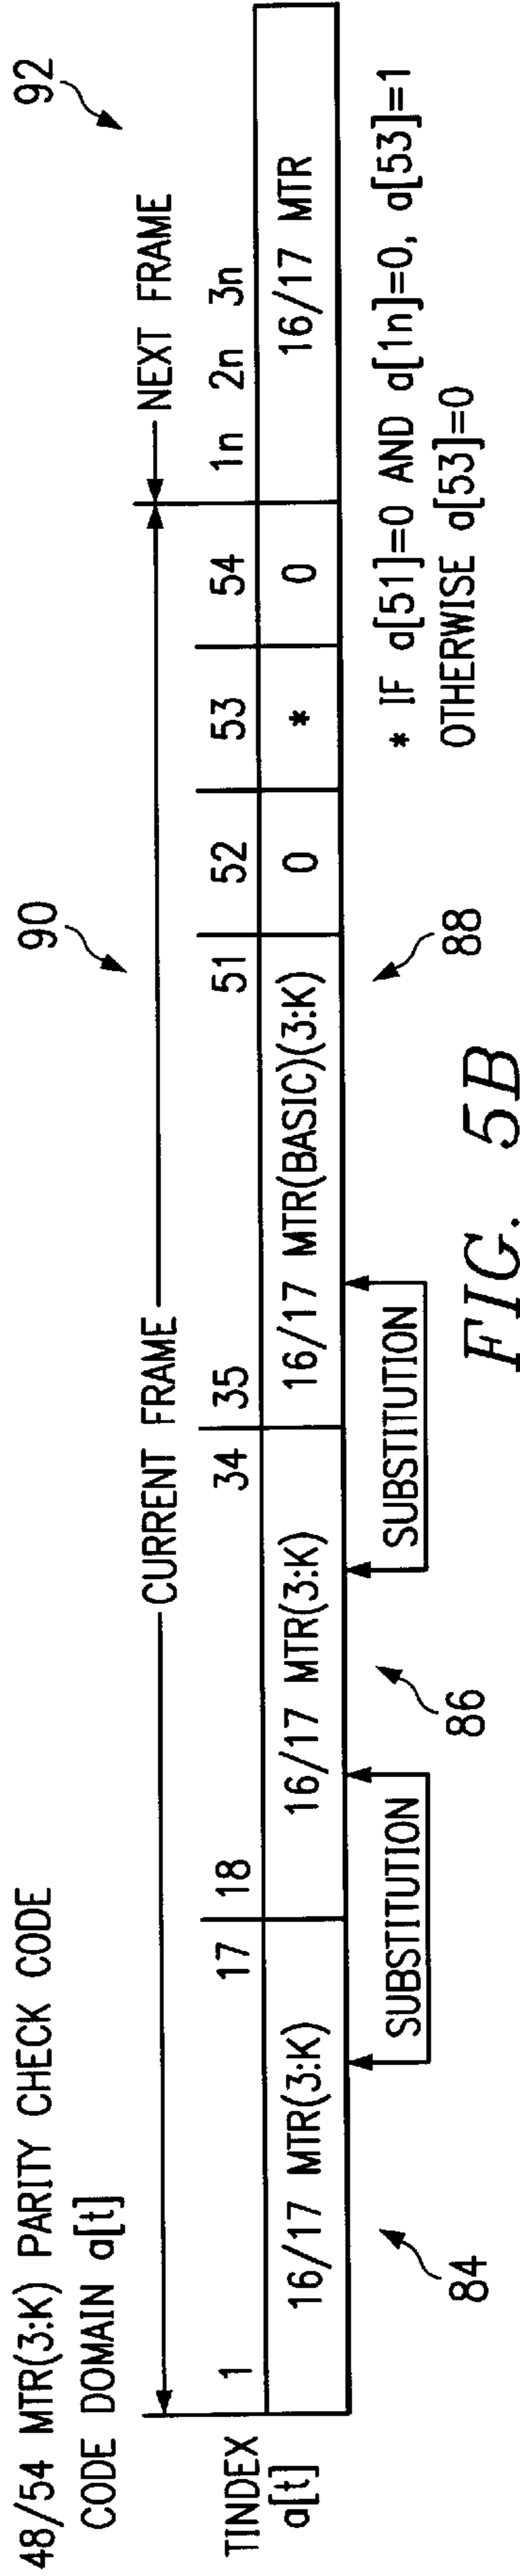 48/54 MTR(3:K) PARITY CHECK CODE
CODE DOMAIN a[t]
90
92
CURRENT FRAME
NEXT FRAME
TINDEX 1 17 18 34 35 51 52 53 54 1n 2n 3n
a[t] 16/17 MTR(3:K) 16/17 MTR(3:K) 16/17 MTR(BASIC)(3:K) 0 * 0 16/17 MTR
SUBSTITUTION
SUBSTITUTION
* IF a[51]=0 AND a[1n]=0, a[53]=1
OTHERWISE a[53]=0
84
86
88
FIG. 5B